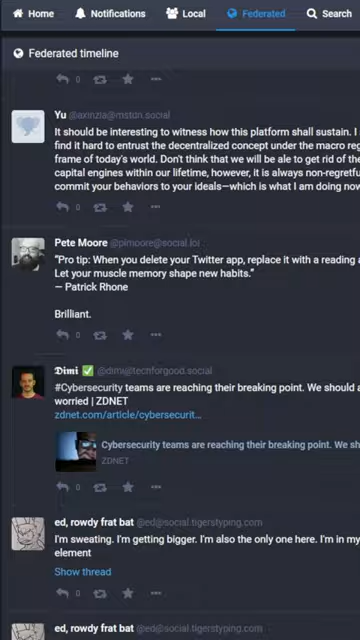 Home Notifications Local Federated Search
Federated timeline
0
Yu @axinzia@mstdn.social
It should be interesting to witness how this platform shall sustain. I
find it hard to entrust the decentralized concept under the macro reg
frame of today's world. Don't think that we will be ale to get rid of the
capital engines within our lifetime, however, it is always non-regretfu
commit your behaviors to your ideals—which is what I am doing now
0
Pete Moore @pimoore@social.lol
"Pro tip: When you delete your Twitter app, replace it with a reading a
Let your muscle memory shape new habits."
— Patrick Rhone
Brilliant.
0
Dimi @dimi@techforgood.social
#Cybersecurity teams are reaching their breaking point. We should a
worried | ZDNET
zdnet.com/article/cybersecurit...
Cybersecurity teams are reaching their breaking point. We sh
ZDNET
0
ed, rowdy frat bat @ed@social.tigerstyping.com
I'm sweating. I'm getting bigger. I'm also the only one here. I'm in my
element
Show thread
0
ed, rowdy frat bat @ed@social.tigerstyping.com